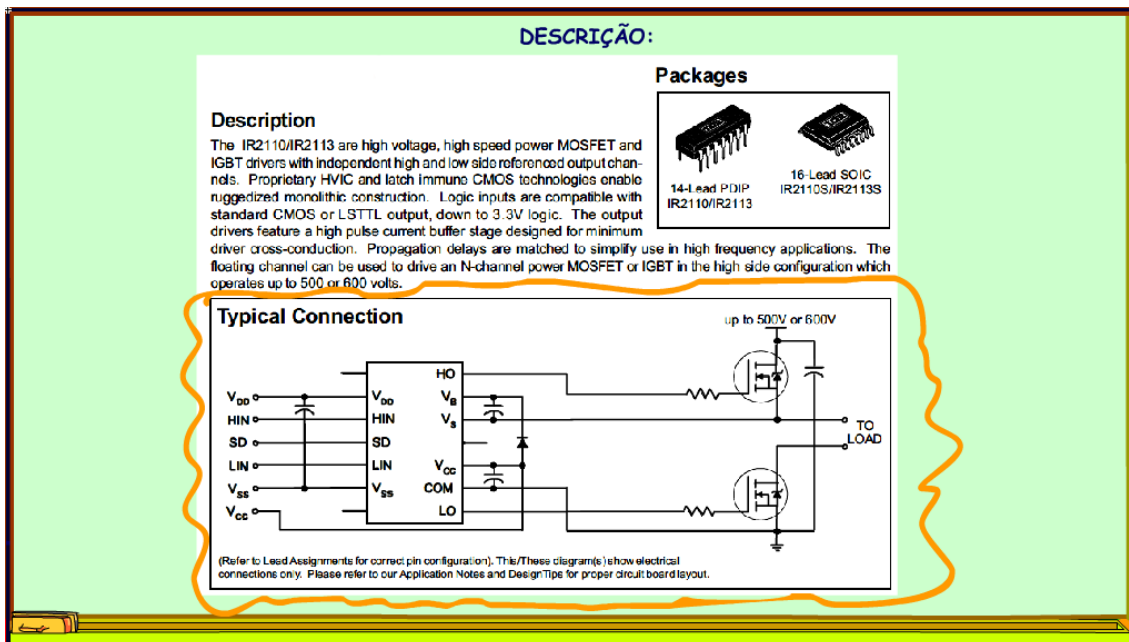 DESCRIÇÃO:
Packages
14-Lead PDIP
IR2110/IR2113
16-Lead SOIC
IR2110S/IR2113S
Description
The IR2110/IR2113 are high voltage, high speed power MOSFET and
IGBT drivers with independent high and low side referenced output chan-
nels. Proprietary HVIC and latch immune CMOS technologies enable
ruggedized monolithic construction. Logic inputs are compatible with
standard CMOS or LSTTL output, down to 3.3V logic. The output
drivers feature a high pulse current buffer stage designed for minimum
driver cross-conduction. Propagation delays are matched to simplify use in high frequency applications. The
floating channel can be used to drive an N-channel power MOSFET or IGBT in the high side configuration which
operates up to 500 or 600 volts.
Typical Connection
up to 500V or 600V
HO
VDD VDD VB
HIN HIN VS
TO
LOAD
SD SD
LIN LIN VCC
VSS VSS COM
VCC LO
(Refer to Lead Assignments for correct pin configuration). This/These diagram(s) show electrical
connections only. Please refer to our Application Notes and DesignTips for proper circuit board layout.